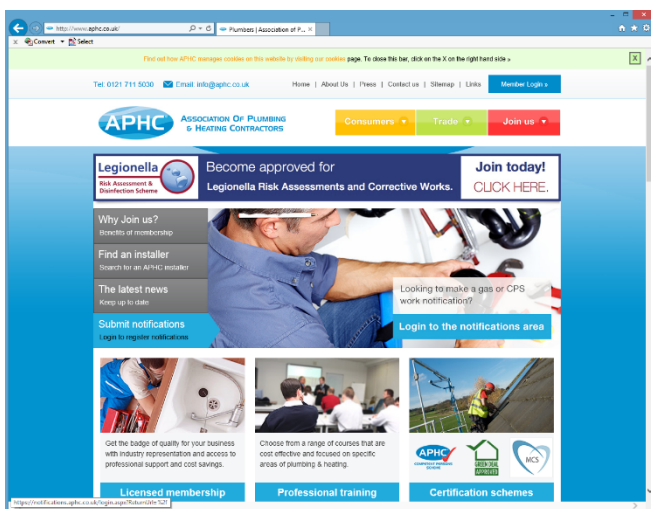 http://www.aphc.co.uk/
Plumbers | Association of P...
Convert
Select
Find out how APHC manages cookies on this website by visiting our cookies page. To close this bar, click on the X on the right hand side »
X
Tel: 0121 711 5030 Email: info@aphc.co.uk
Home | About Us | Press | Contact us | Sitemap | Links
Member Login »
APHC
Association Of Plumbing
& Heating Contractors
Consumers
Trade
Join us
Legionella
Risk Assessment &
Disinfection Scheme
Become approved for
Legionella Risk Assessments and Corrective Works.
Join today!
CLICK HERE.
Why Join us?
Benefits of membership
Find an installer
Search for an APHC installer
The latest news
Keep up to date
Submit notifications
Login to register notifications
Looking to make a gas or CPS
work notification?
Login to the notifications area
Get the badge of quality for your business
with industry representation and access to
professional support and cost savings.
Licensed membership
Choose from a range of courses that are
cost effective and focused on specific
areas of plumbing & heating.
Professional training
APHC
COMPETENT PERSONS
SCHEME
GREEN DEAL
APPROVED
MCS
Certification schemes